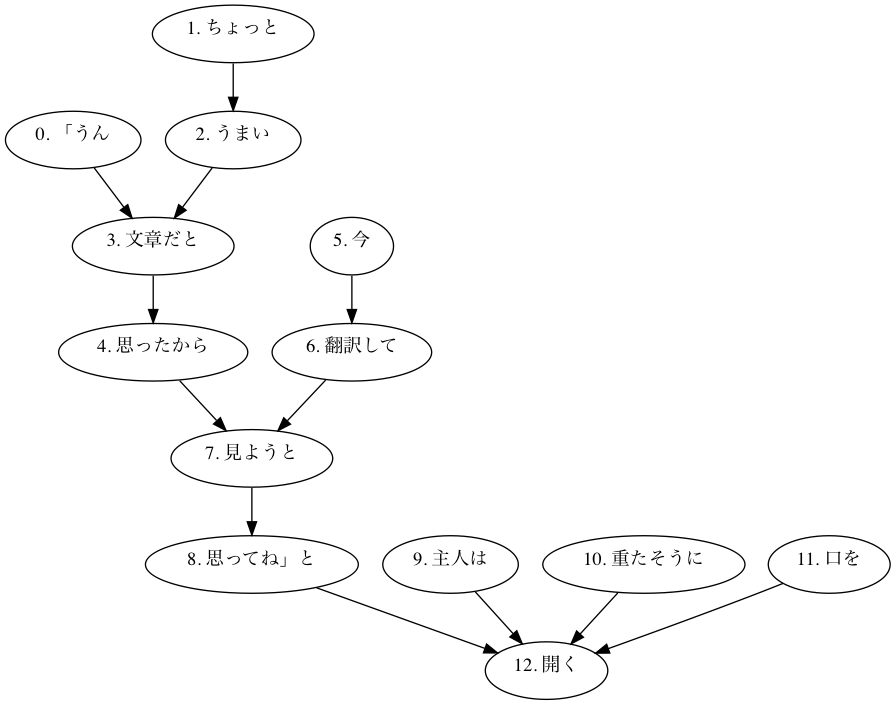 1. ちょっと
0. 「うん
2. うまい
3. 文章だと
5. 今
4. 思ったから
6. 翻訳して
7. 見ようと
8. 思ってね」と
9. 主人は
10. 重たそうに
11. 口を
12. 開く